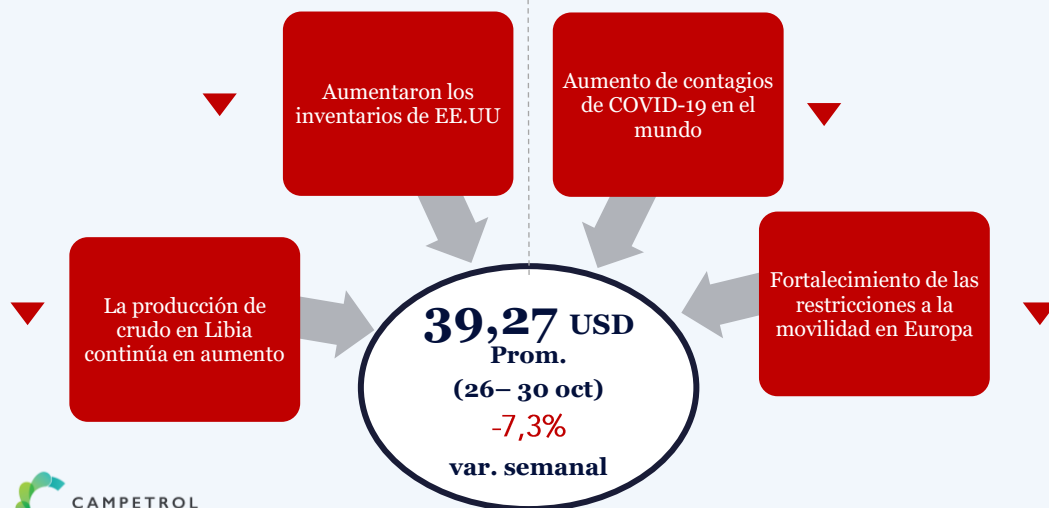 Aumentaron los
inventarios de EE.UU
Aumento de contagios
de COVID-19 en el
mundo
La producción de
crudo en Libia
continúa en aumento
Fortalecimiento de las
restricciones a la
movilidad en Europa
39,27 USD
Prom.
(26– 30 oct)
-7,3%
var. semanal
CAMPETROL